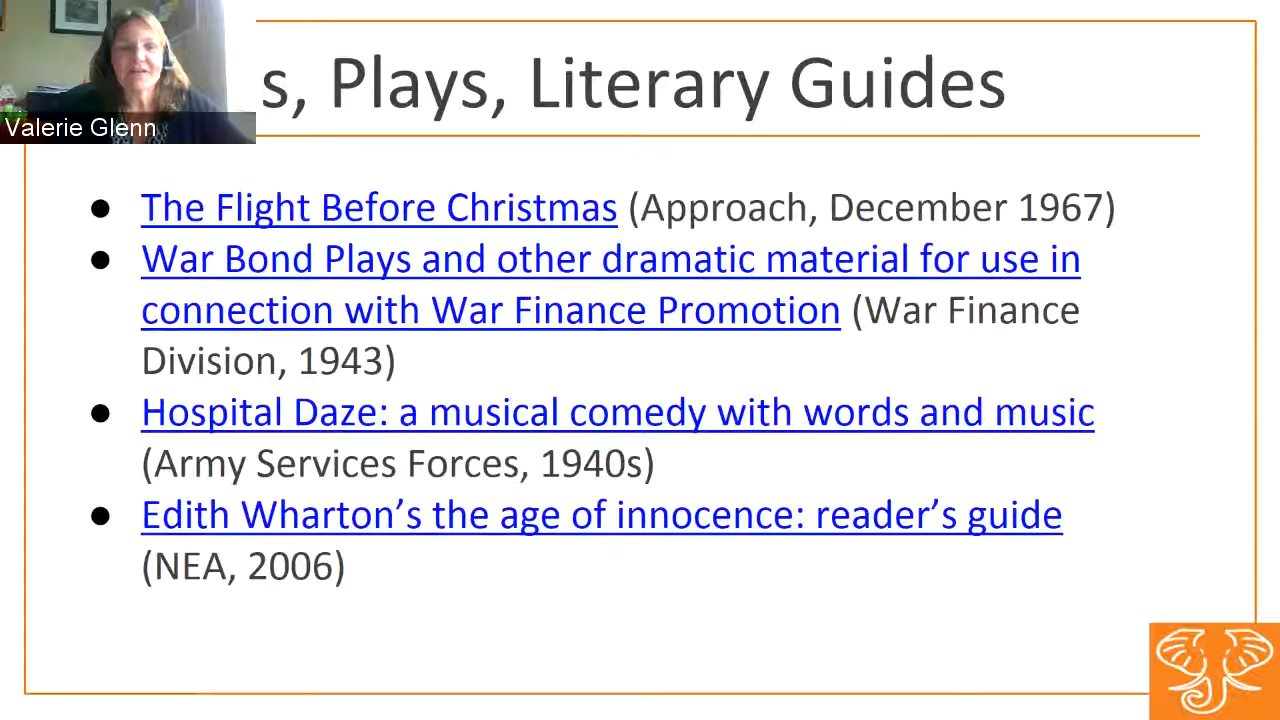 s, Plays, Literary Guides
Valerie Glenn
● The Flight Before Christmas (Approach, December 1967)
● War Bond Plays and other dramatic material for use in
connection with War Finance Promotion (War Finance
Division, 1943)
● Hospital Daze: a musical comedy with words and music
(Army Services Forces, 1940s)
● Edith Wharton’s the age of innocence: reader’s guide
(NEA, 2006)